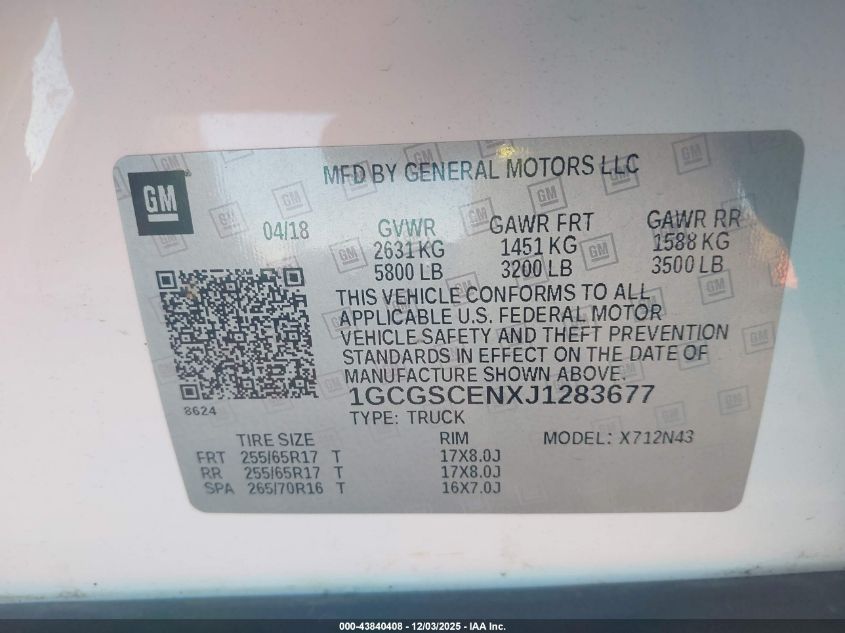 MFD BY GENERAL MOTORS LLC
GM
04/18
GVWR GAWR FRT GAWR RR
2631 KG 1451 KG 1588 KG
5800 LB 3200 LB 3500 LB
THIS VEHICLE CONFORMS TO ALL
APPLICABLE U.S. FEDERAL MOTOR
VEHICLE SAFETY AND THEFT PREVENTION
STANDARDS IN EFFECT ON THE DATE OF
MANUFACTURE SHOWN ABOVE.
8624
1GCGSCENXJ1283677
TYPE: TRUCK
TIRE SIZE RIM MODEL: X712N43
FRT 255/65R17 T 17X8.0J
RR 255/65R17 T 17X8.0J
SPA 265/70R16 T 16X7.0J
000-43840408 - 12/03/2025 - IAA Inc.